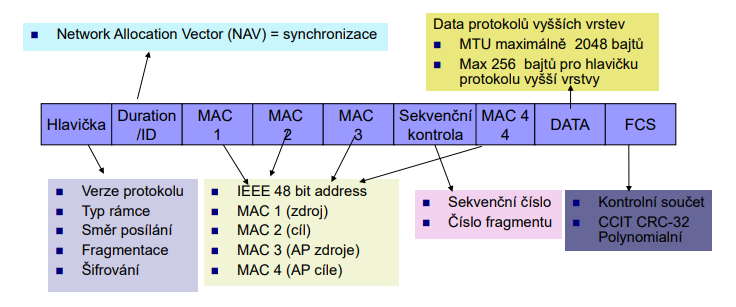 Network Allocation Vector (NAV) = synchronizace
Data protokolů vyšších vrstev
MTU maximálně 2048 bajtů
Max 256 bajtů pro hlavičku
protokolu vyšší vrstvy
Hlavička
Duration
/ID
MAC
1
MAC
2
MAC
3
Sekvenční
kontrola
MAC 4
4
DATA
FCS
Verze protokolu
Typ rámce
Směr posílání
Fragmentace
Šifrování
IEEE 48 bit address
MAC 1 (zdroj)
MAC 2 (cíl)
MAC 3 (AP zdroje)
MAC 4 (AP cíle)
Sekvenční číslo
Číslo fragmentu
Kontrolní součet
CCIT CRC-32
Polynomialní